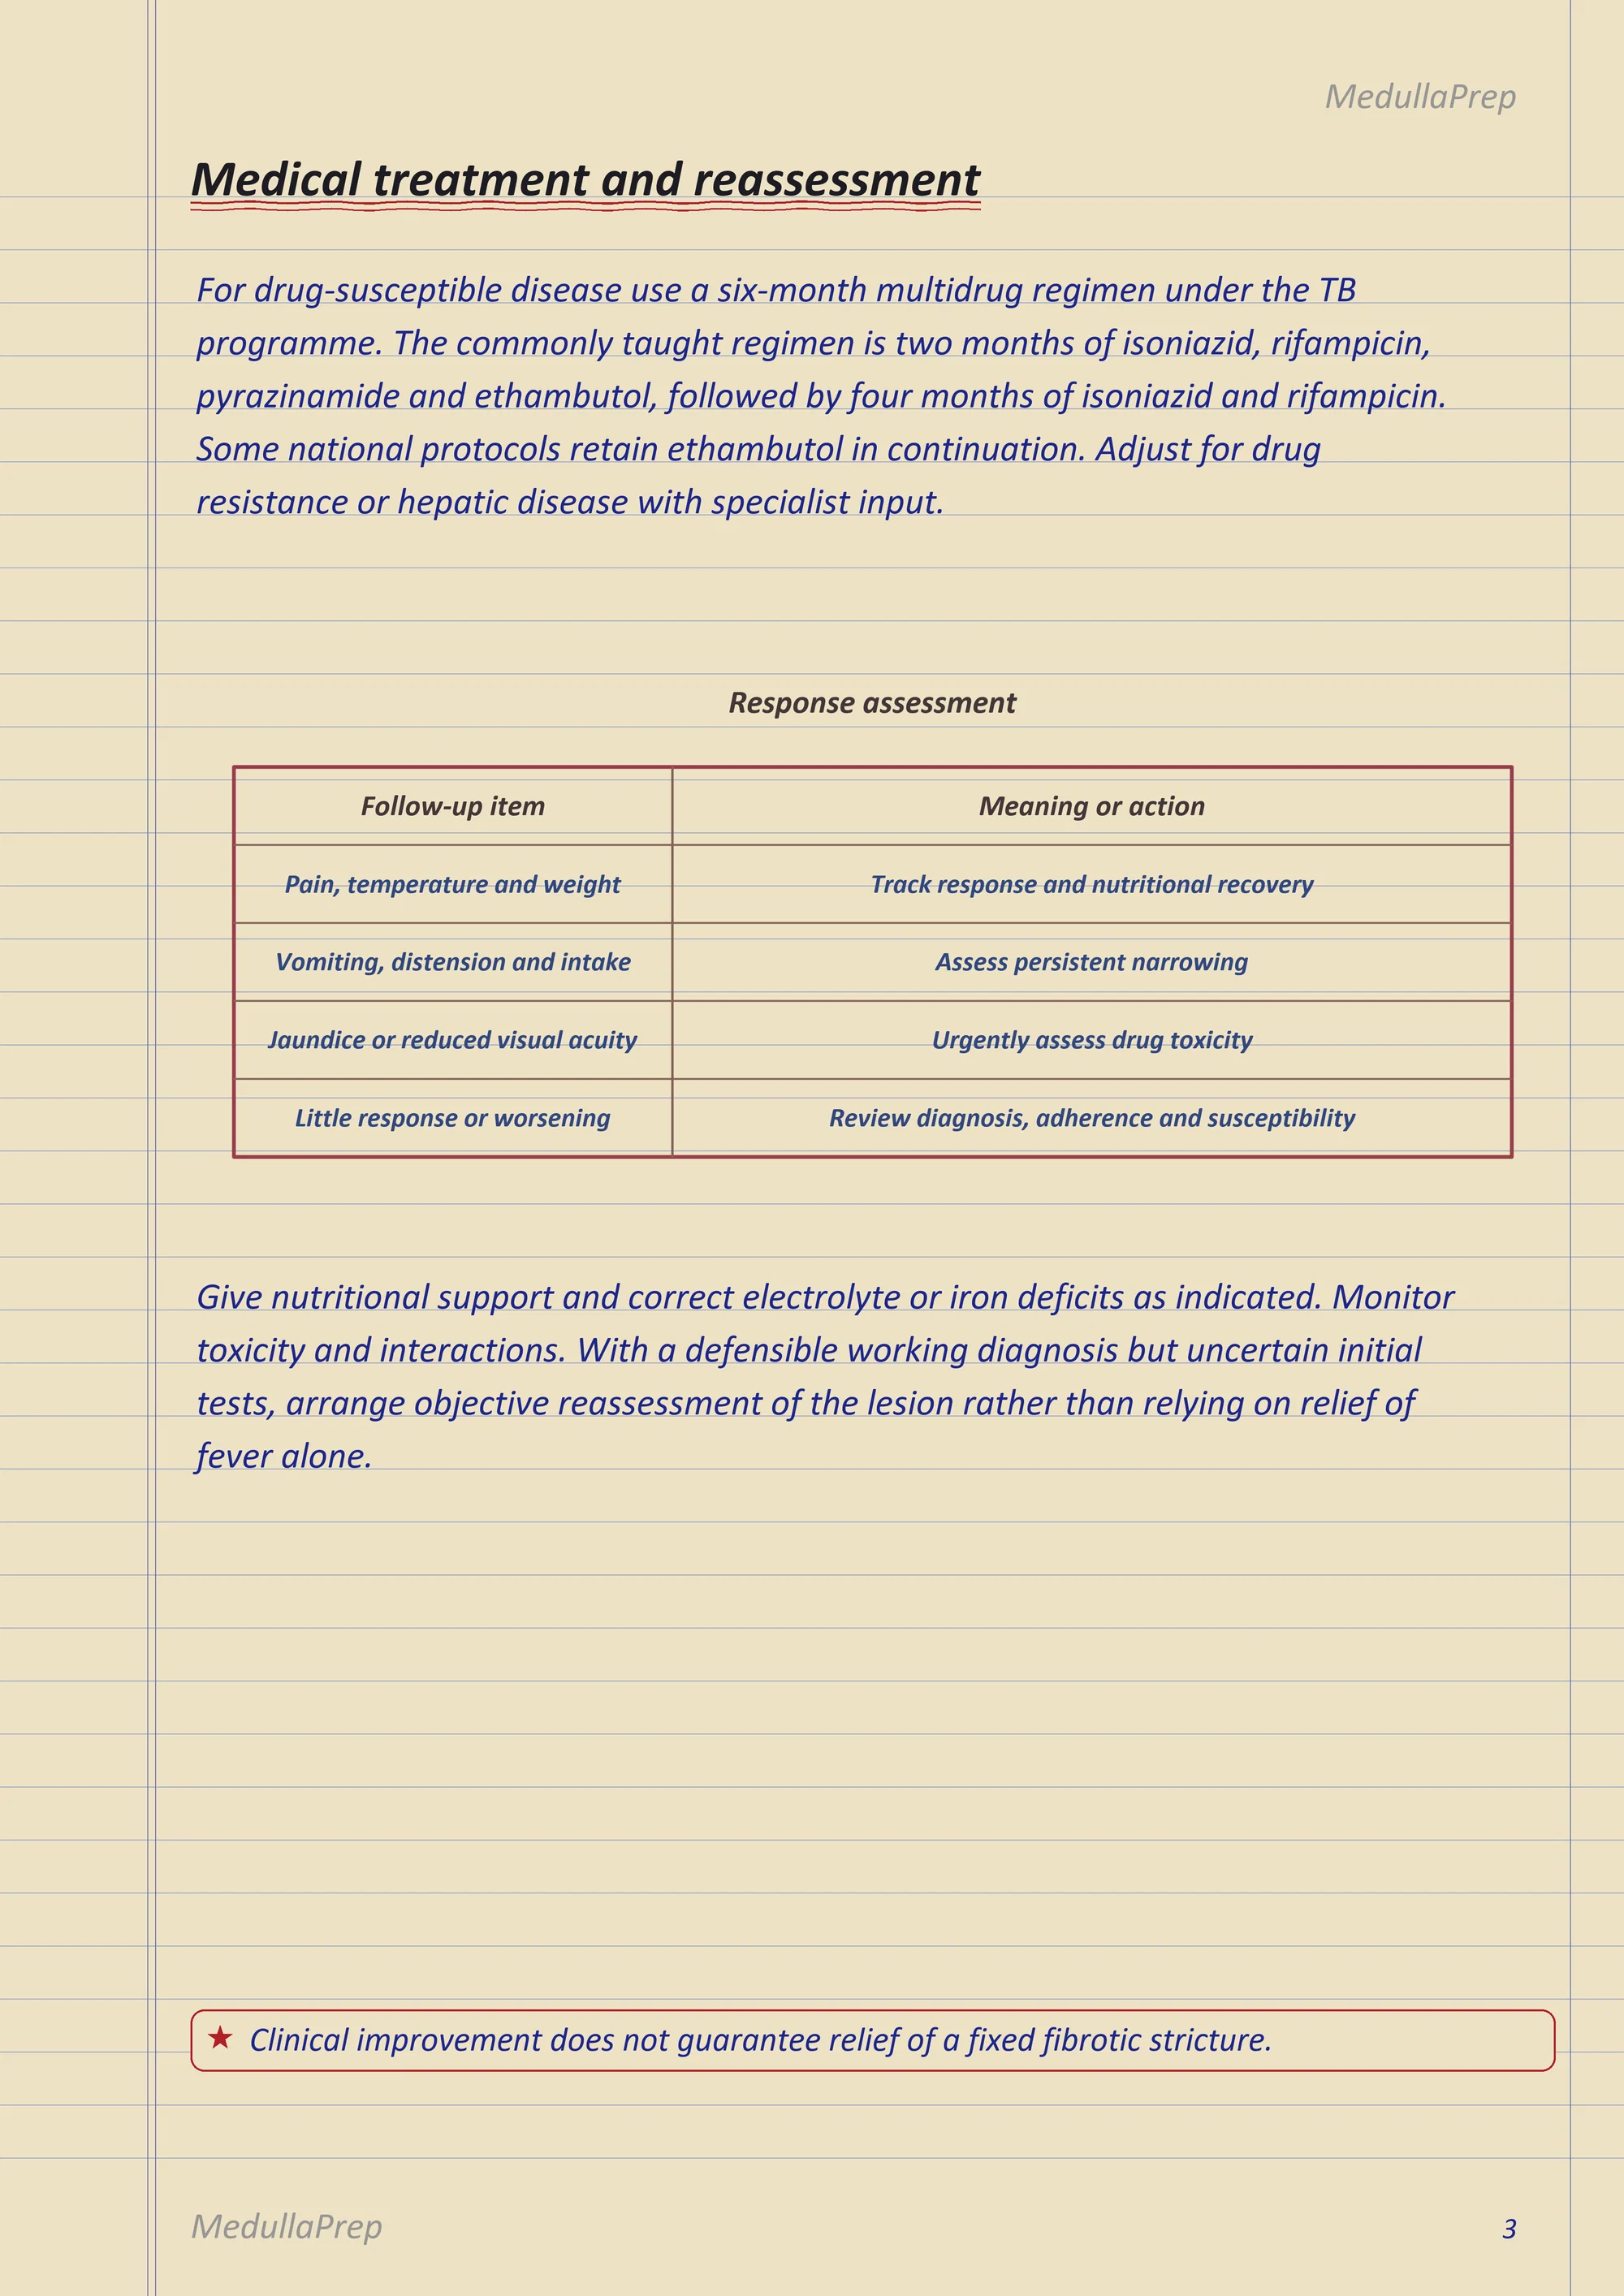 MedullaPrep
Medical treatment and reassessment
For drug-susceptible disease use a six-month multidrug regimen under the TB
programme. The commonly taught regimen is two months of isoniazid, rifampicin,
pyrazinamide and ethambutol, followed by four months of isoniazid and rifampicin.
Some national protocols retain ethambutol in continuation. Adjust for drug
resistance or hepatic disease with specialist input.
Response assessment
Follow-up item Meaning or action
Pain, temperature and weight Track response and nutritional recovery
Vomiting, distension and intake Assess persistent narrowing
Jaundice or reduced visual acuity Urgently assess drug toxicity
Little response or worsening Review diagnosis, adherence and susceptibility
Give nutritional support and correct electrolyte or iron deficits as indicated. Monitor
toxicity and interactions. With a defensible working diagnosis but uncertain initial
tests, arrange objective reassessment of the lesion rather than relying on relief of
fever alone.
★ Clinical improvement does not guarantee relief of a fixed fibrotic stricture.
MedullaPrep 3